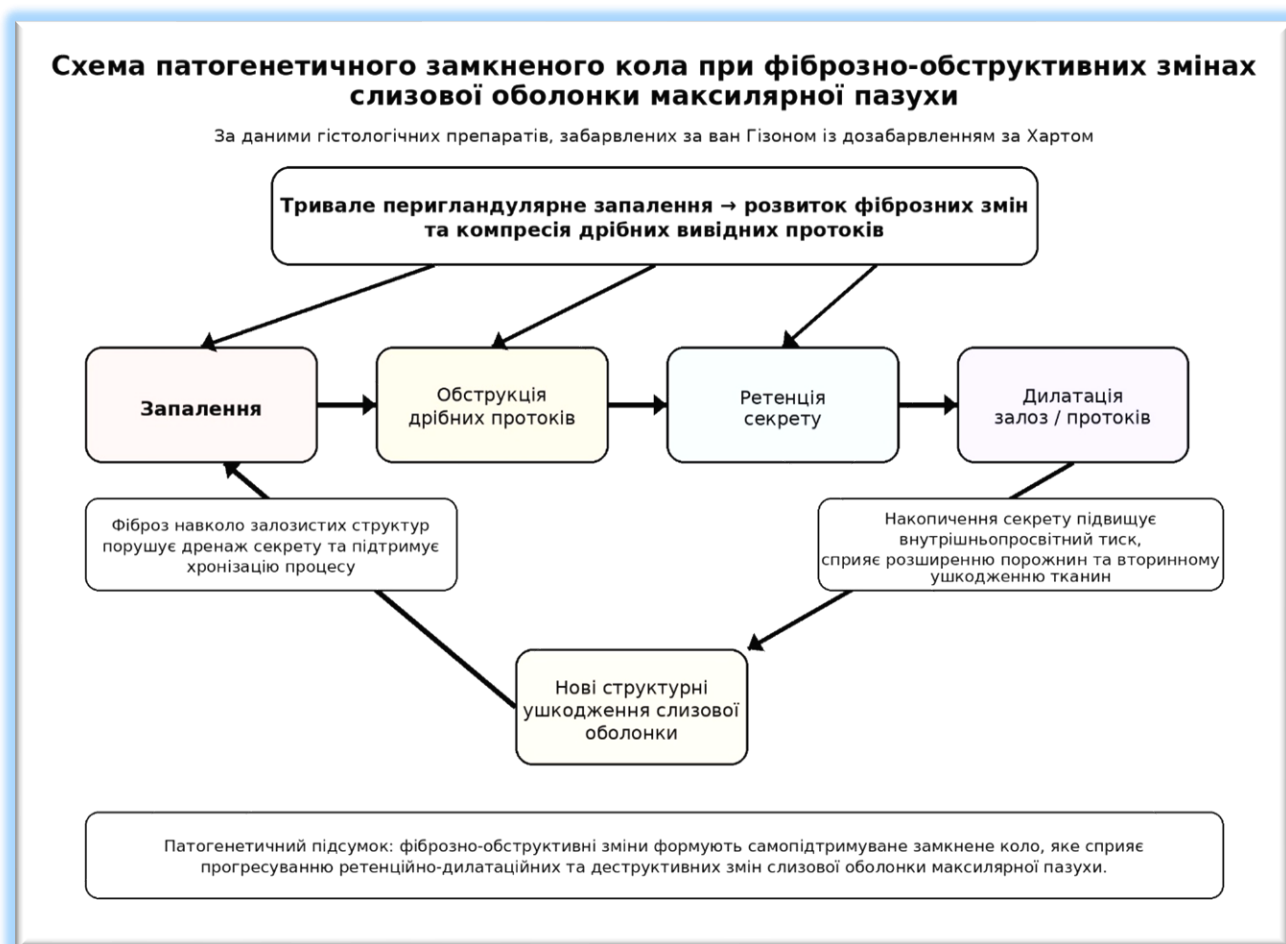 Схема патогенетичного замкненого кола при фіброзно-обструктивних змінах
слизової оболонки максилярної пазухи
За даними гістологічних препаратів, забарвлених за ван Гізоном із дозабарвленням за Хартом
Тривале перигландулярне запалення → розвиток фіброзних змін
та компресія дрібних вивідних протоків
Запалення
Обструкція
дрібних протоків
Ретенція
секрету
Дилатація
залоз / протоків
Фіброз навколо залозистих структур
порушує дренаж секрету та підтримує
хронізацію процесу
Накопичення секрету підвищує
внутрішньопросвітний тиск,
сприяє розширенню порожнин та вторинному
ушкодженню тканин
Нові структурні
ушкодження слизової
оболонки
Патогенетичний підсумок: фіброзно-обструктивні зміни формують самопідтримуване замкнене коло, яке сприяє
прогресуванню ретенційно-дилатаційних та деструктивних змін слизової оболонки максилярної пазухи.